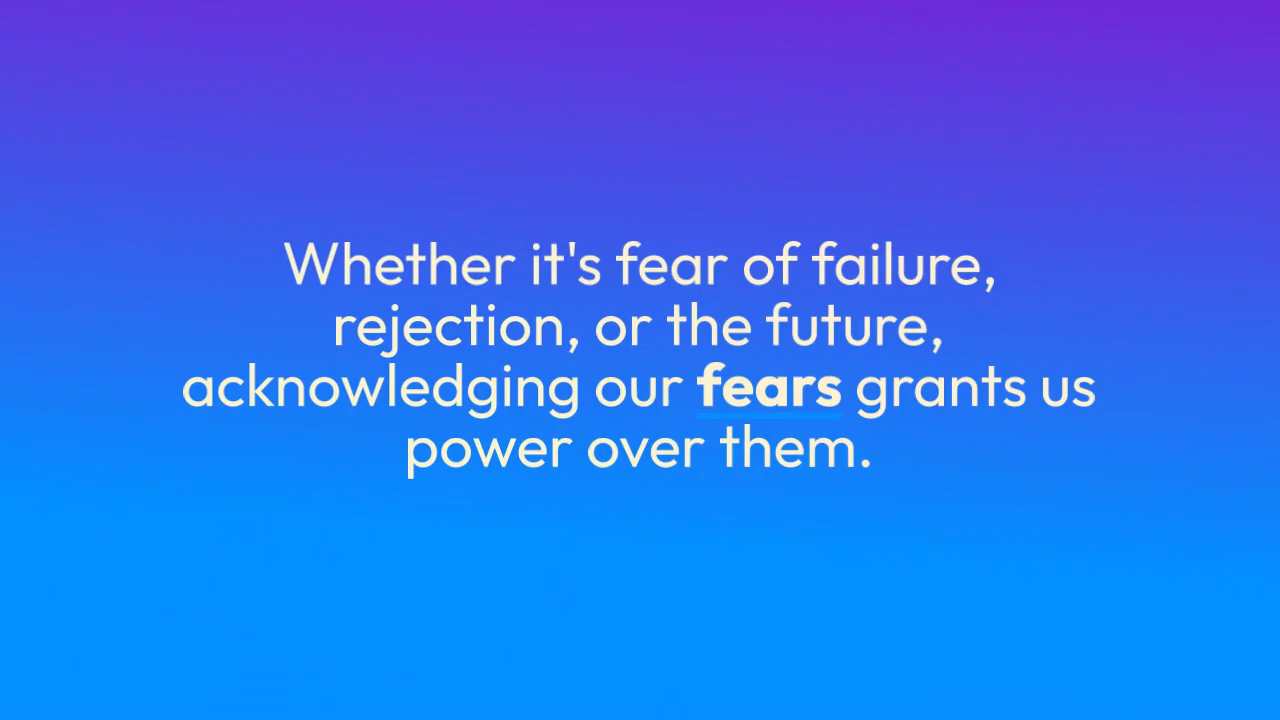 Whether it's fear of failure,
rejection, or the future,
acknowledging our fears grants us
power over them.